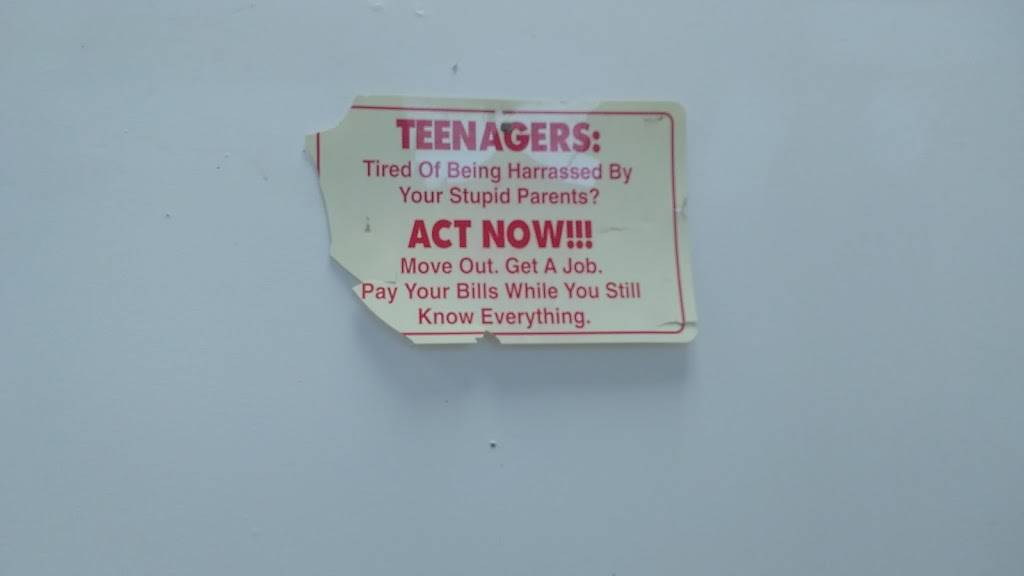 TEENAGERS:
Tired Of Being Harrassed By
Your Stupid Parents?
ACT NOW!!!
Move Out. Get A Job.
Pay Your Bills While You Still
Know Everything.